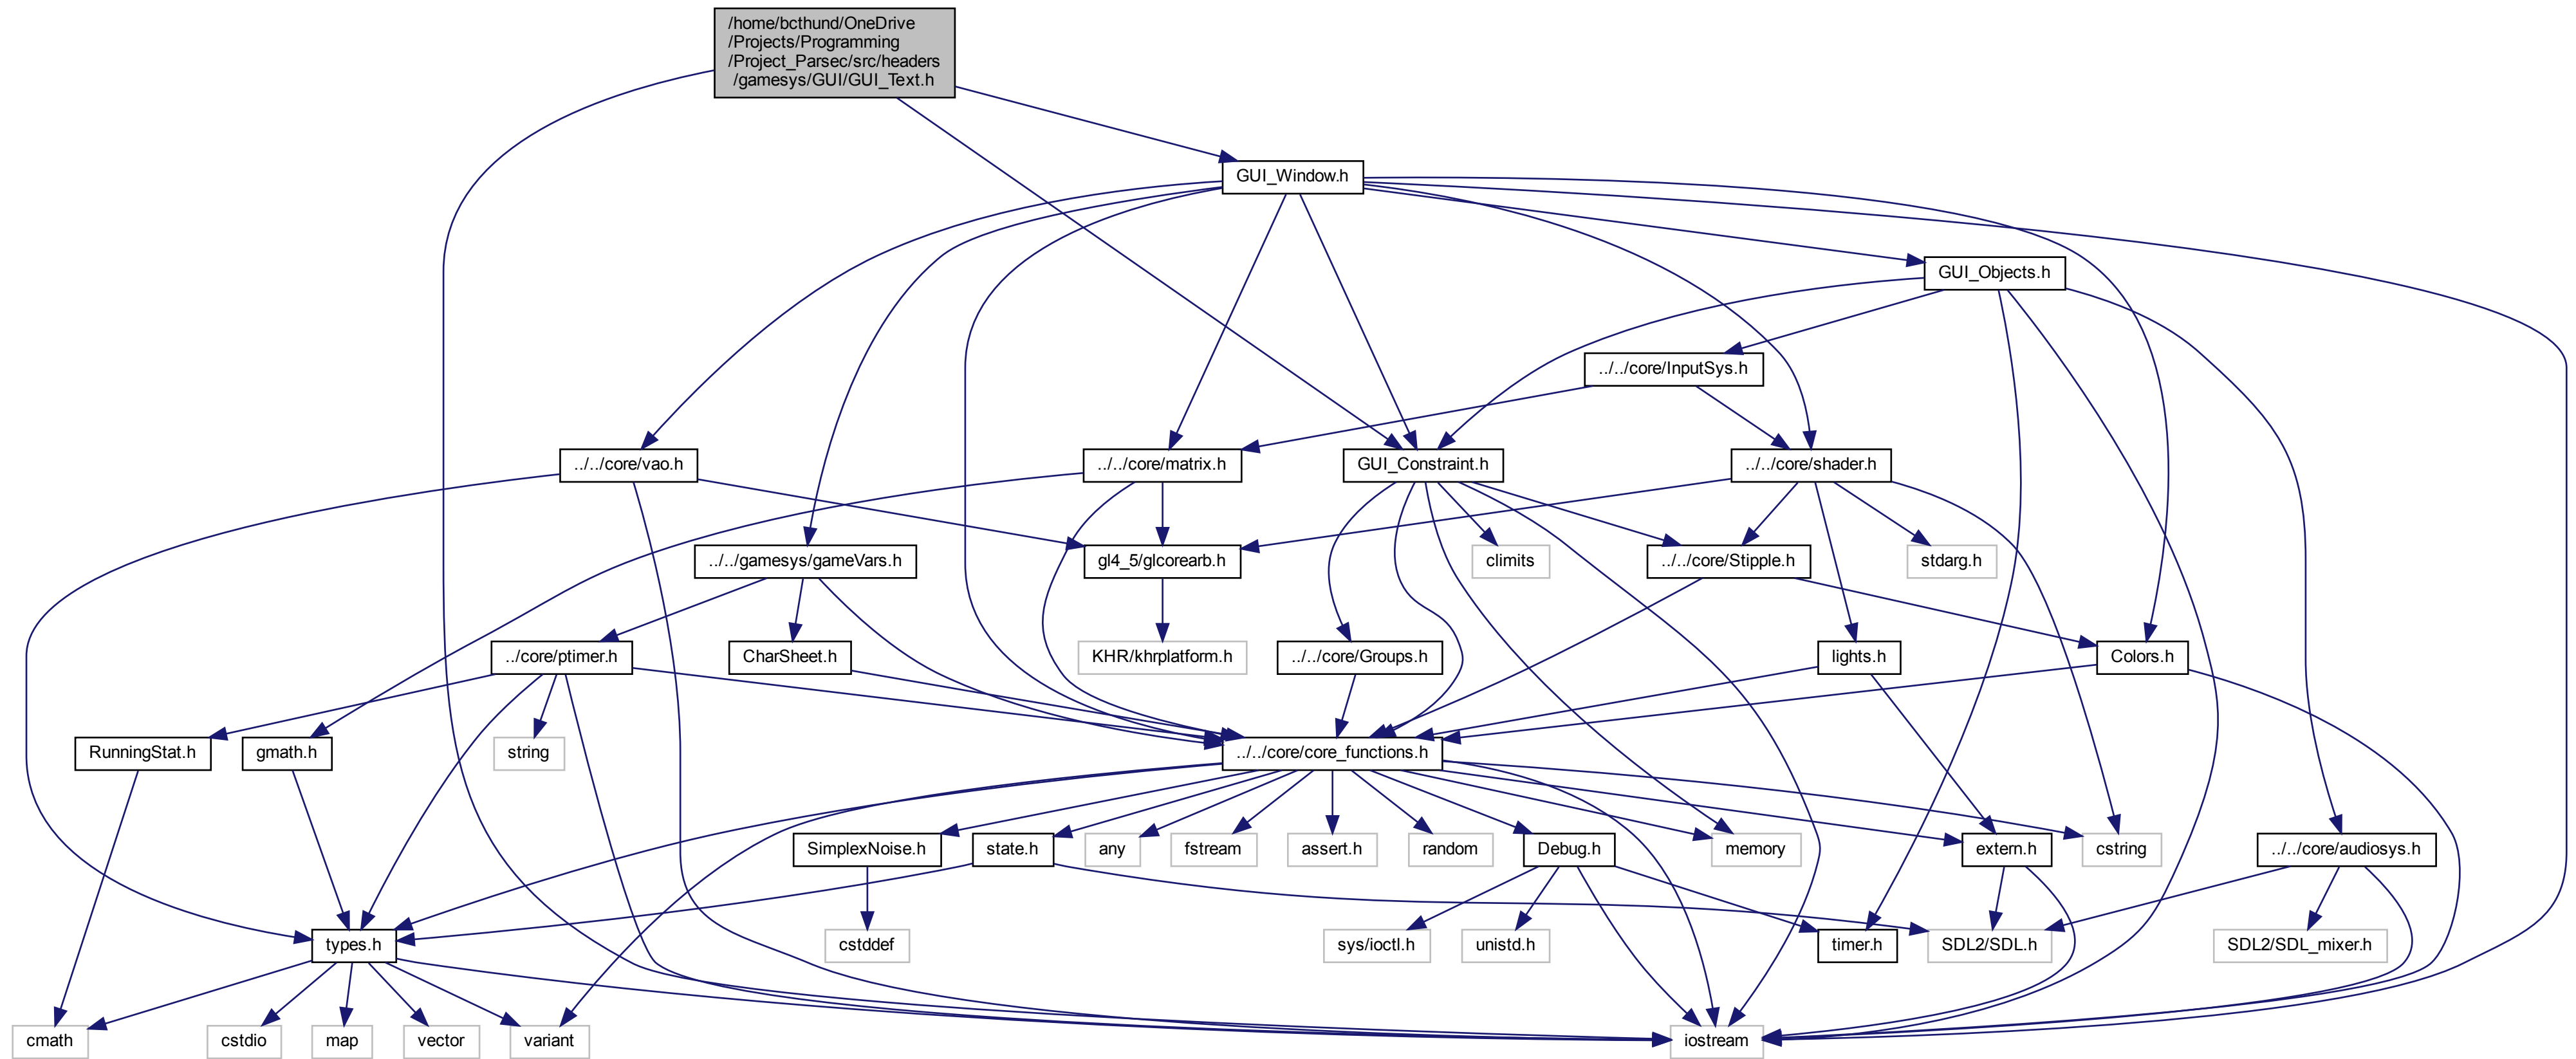 /home/bcthund/OneDrive
/Projects/Programming
/Project_Parsec/src/headers
/gamesys/GUI/GUI_Text.h
GUI_Window.h
GUI_Objects.h
../../core/InputSys.h
../../core/vao.h
../../core/matrix.h
GUI_Constraint.h
../../core/shader.h
../../gamesys/gameVars.h
gl4_5/glcorearb.h
climits
../../core/Stipple.h
stdarg.h
../core/ptimer.h
CharSheet.h
KHR/khrplatform.h
../../core/Groups.h
lights.h
Colors.h
RunningStat.h
gmath.h
string
../../core/core_functions.h
SimplexNoise.h
state.h
any
fstream
assert.h
random
Debug.h
memory
extern.h
cstring
../../core/audiosys.h
types.h
cstddef
sys/ioctl.h
unistd.h
timer.h
SDL2/SDL.h
SDL2/SDL_mixer.h
cmath
cstdio
map
vector
variant
iostream